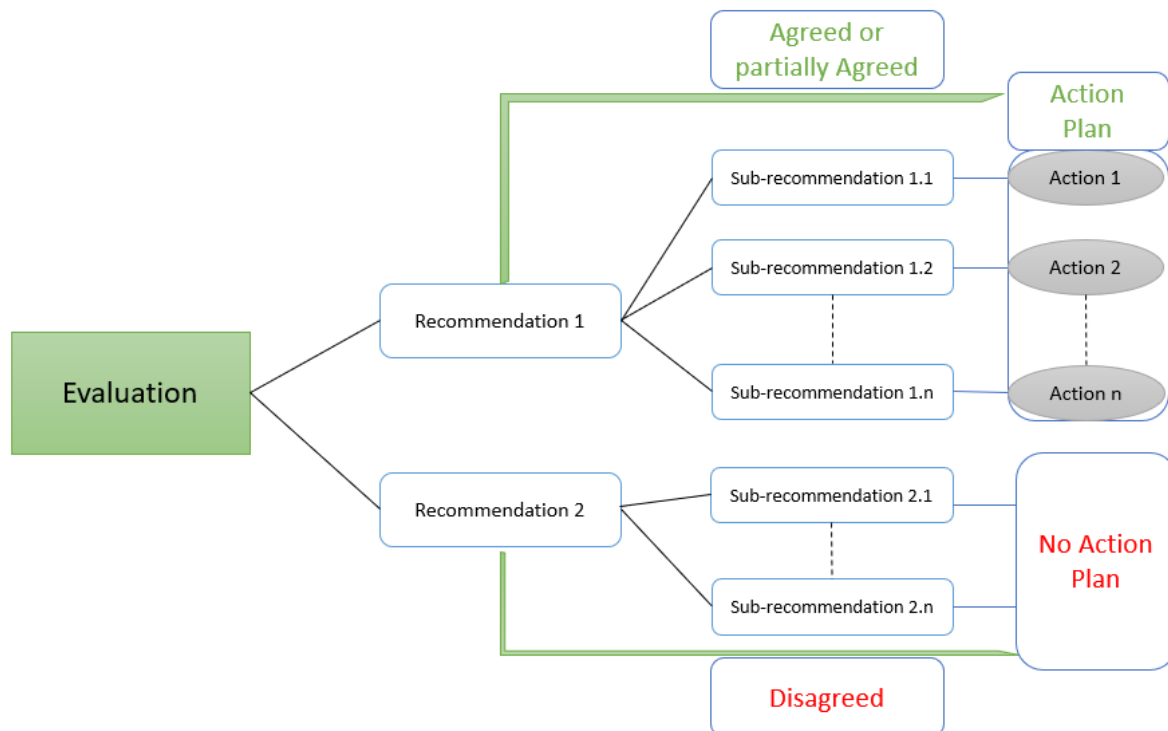 Agreed or
partially Agreed
Action
Plan
Sub-recommendation 1.1
Action 1
Sub-recommendation 1.2
Action 2
Recommendation 1
Evaluation
Sub-recommendation 1.n
Action n
Sub-recommendation 2.1
Recommendation 2
No Action
Plan
Sub-recommendation 2.n
Disagreed